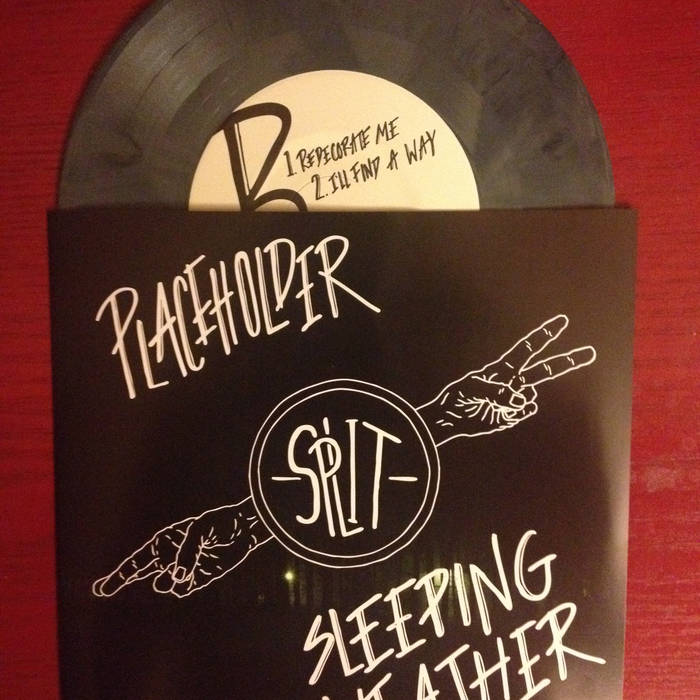 B
1. REDECORATE ME
2. I'LL FIND A WAY
PLACEHOLDER
-SPLIT-
SLEEPING
WEATHER